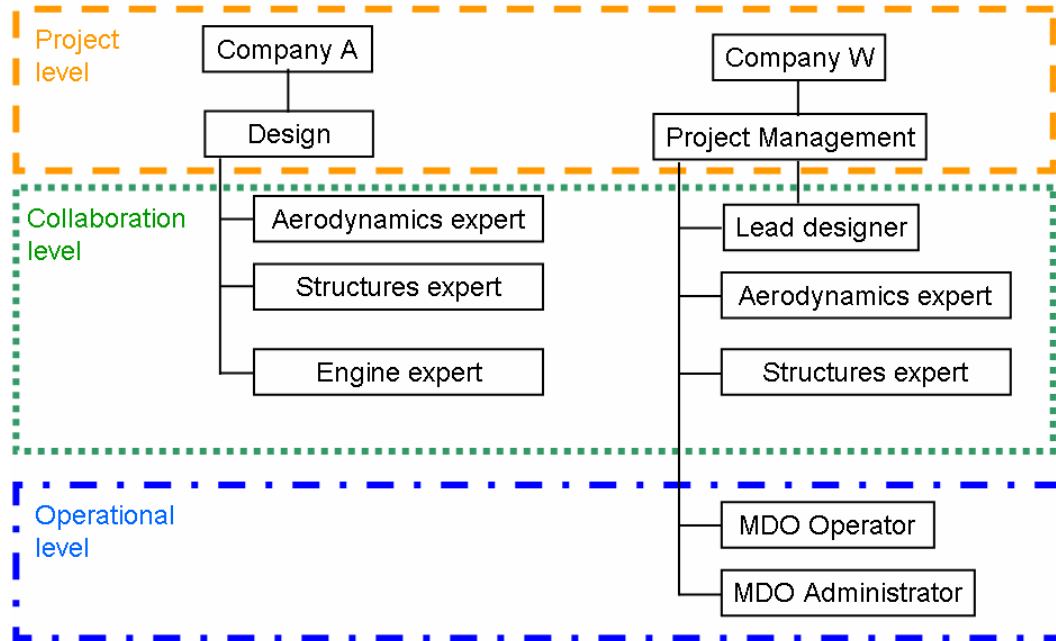 Project
level
Company A
Company W
Design
Project Management
Collaboration
level
Aerodynamics expert
Lead designer
Structures expert
Aerodynamics expert
Engine expert
Structures expert
Operational
level
MDO Operator
MDO Administrator